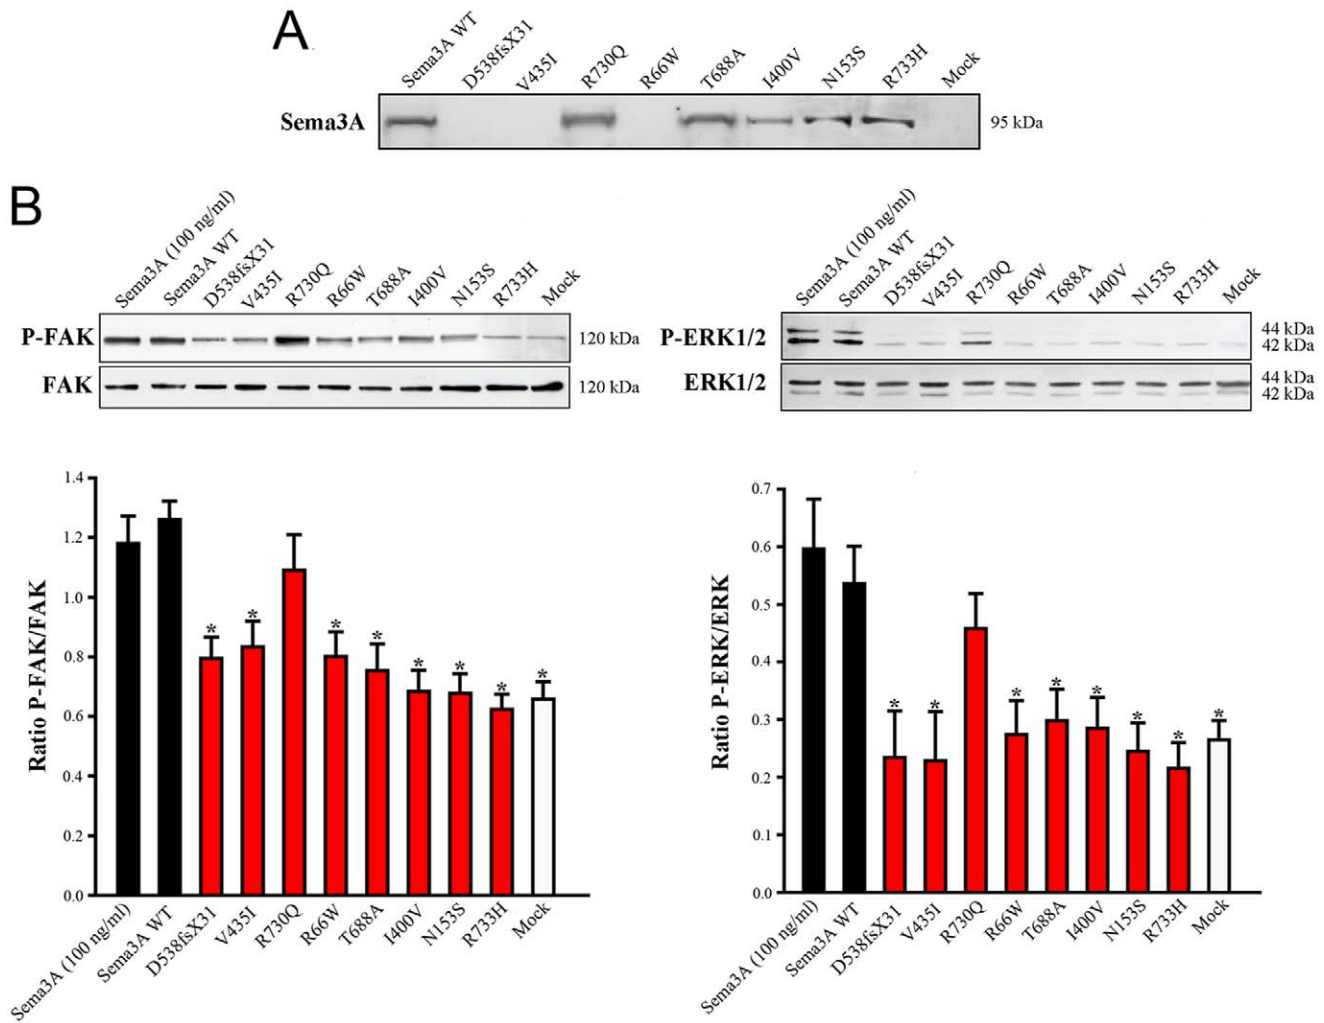 A
Sema3A WT D538fsX31 V435I R730Q R66W T688A I400V N153S R733H Mock
Sema3A 95 kDa
B
Sema3A (100 ng/ml) Sema3A WT D538fsX31 V435I R730Q R66W T688A I400V N153S R733H Mock
P-FAK 120 kDa
FAK 120 kDa
Sema3A (100 ng/ml) Sema3A WT D538fsX31 V435I R730Q R66W T688A I400V N153S R733H Mock
P-ERK1/2 44 kDa
42 kDa
ERK1/2 44 kDa
42 kDa
Ratio P-FAK/FAK
1.4
1.2
1.0
0.8
0.6
0.4
0.2
0.0
* * * * * * * * *
Sema3A (100 ng/ml) Sema3A WT D538fsX31 V435I R730Q R66W T688A I400V N153S R733H Mock
Ratio P-ERK/ERK
0.7
0.6
0.5
0.4
0.3
0.2
0.1
0.0
* * * * * * * *
Sema3A (100 ng/ml) Sema3A WT D538fsX31 V435I R730Q R66W T688A I400V N153S R733H Mock